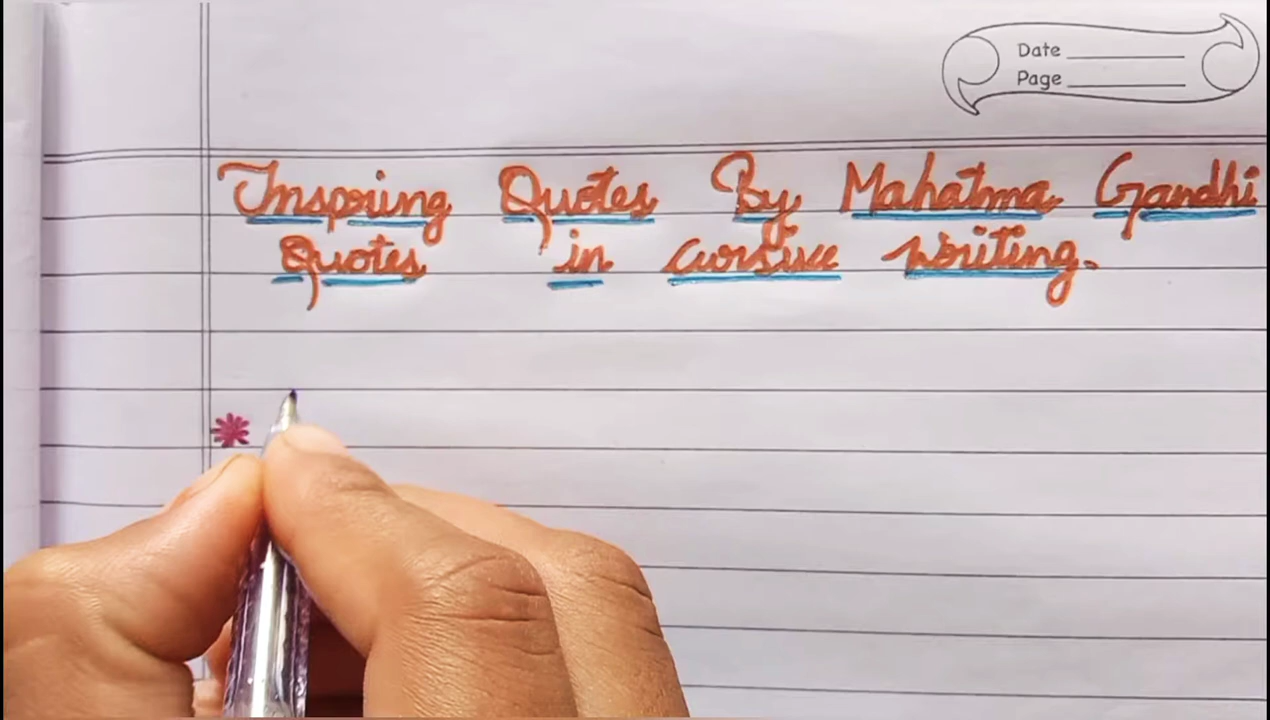 Date
Page
Inspiring Quotes By Mahatma Gandhi
Quotes in cursive writing.